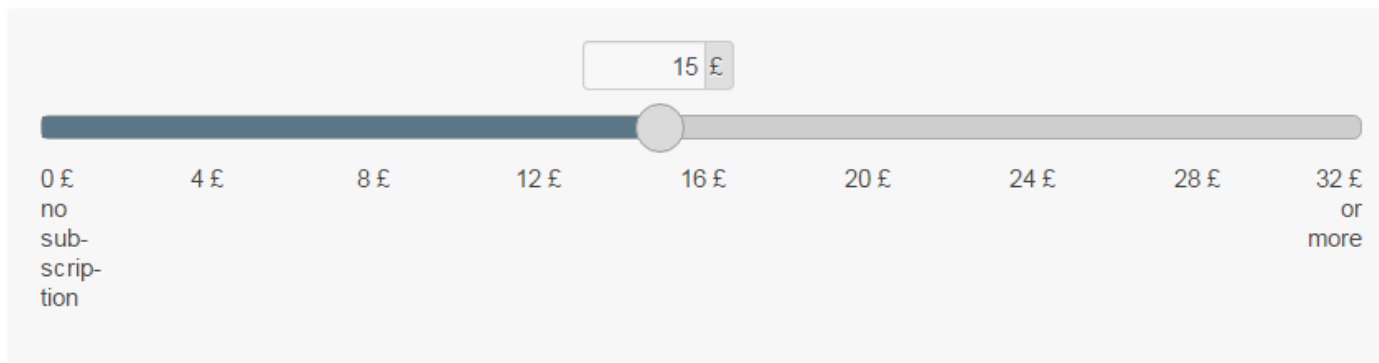 15 £
0 £ 4 £ 8 £ 12 £ 16 £ 20 £ 24 £ 28 £ 32 £
no or
sub- more
scrip-
tion